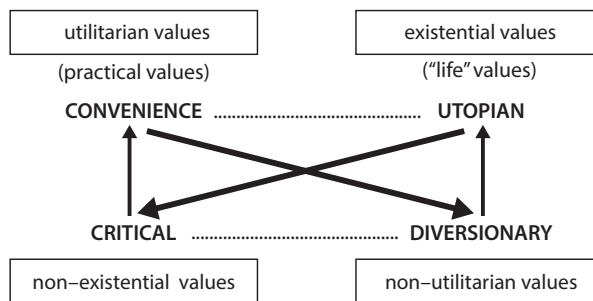 utilitarian values existential values
(practical values) ("life" values)
CONVENIENCE ........................................ UTOPIAN
CRITICAL ........................................ DIVERSIONARY
non–existential values non–utilitarian values